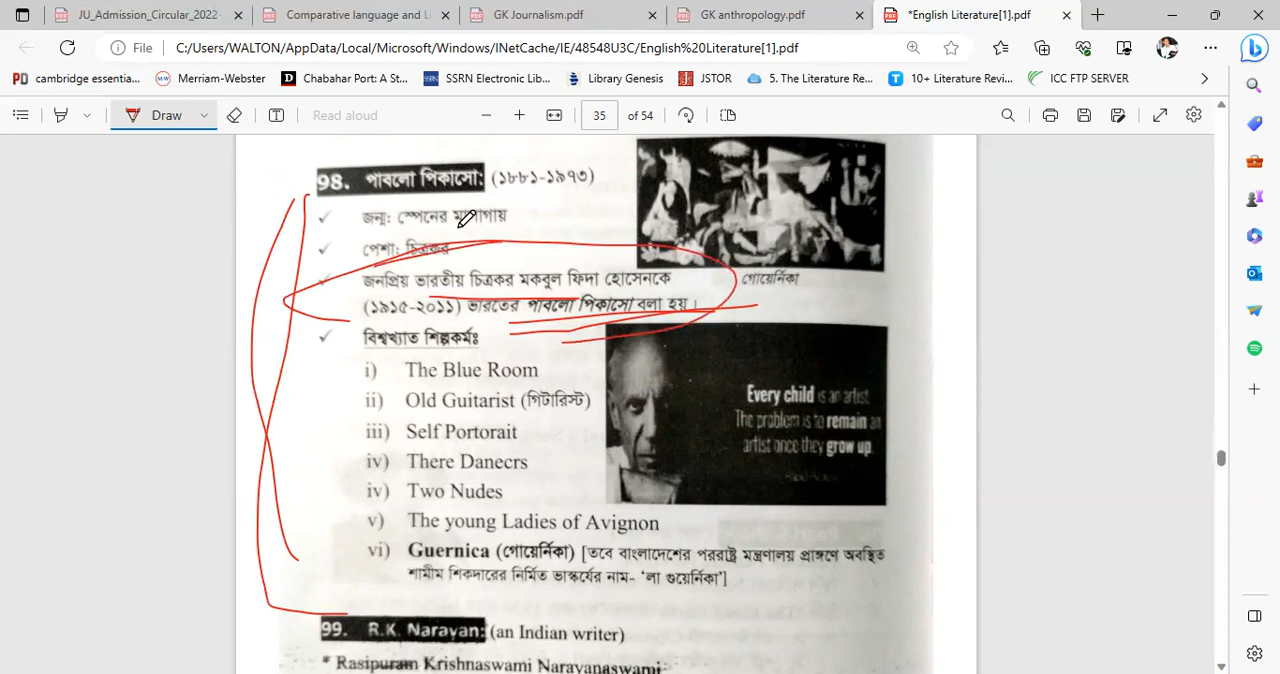 JU_Admission_Circular_2022-
Comparative language and Li
GK Journalism.pdf
GK anthropology.pdf
*English Literature[1].pdf
File
C:/Users/WALTON/AppData/Local/Microsoft/Windows/INetCache/IE/48548U3C/English%20Literature[1].pdf
cambridge essentia...
Merriam-Webster
Chabahar Port: A St...
SSRN Electronic Lib...
Library Genesis
JSTOR
5. The Literature Re...
10+ Literature Revi...
ICC FTP SERVER
Draw
Read aloud
35 of 54
98. পাবলো পিকাসো: (১৮৮১-১৯৭৩)
জন্ম: স্পেনের
পেশা: চিত্রকর
জনপ্রিয় ভারতীয় চিত্রকর মকবুল ফিদা হোসেনকে
গোয়ের্নিকা
(১৯১৫-২০১১) ভারতের পাবলো পিকাসো বলা হয়।
বিশ্বখ্যাত শিল্পকর্মঃ
i) The Blue Room
ii) Old Guitarist (গিটারিস্ট)
iii) Self Portorait
iv) There Danecrs
iv) Two Nudes
v) The young Ladies of Avignon
vi) Guernica (গোয়ের্নিকা) [তবে বাংলাদেশের পররাষ্ট্র মন্ত্রণালয় প্রাঙ্গণে অবস্থিত
শামীম শিকদারের নির্মিত ভাস্কর্যের নাম- 'লা গুয়ের্নিকা']
Every child is an artist
The problem is to remain an
artist once they grow up.
99. R.K. Narayan: (an Indian writer)
* Rasipuram Krishnaswami Narayanaswami: